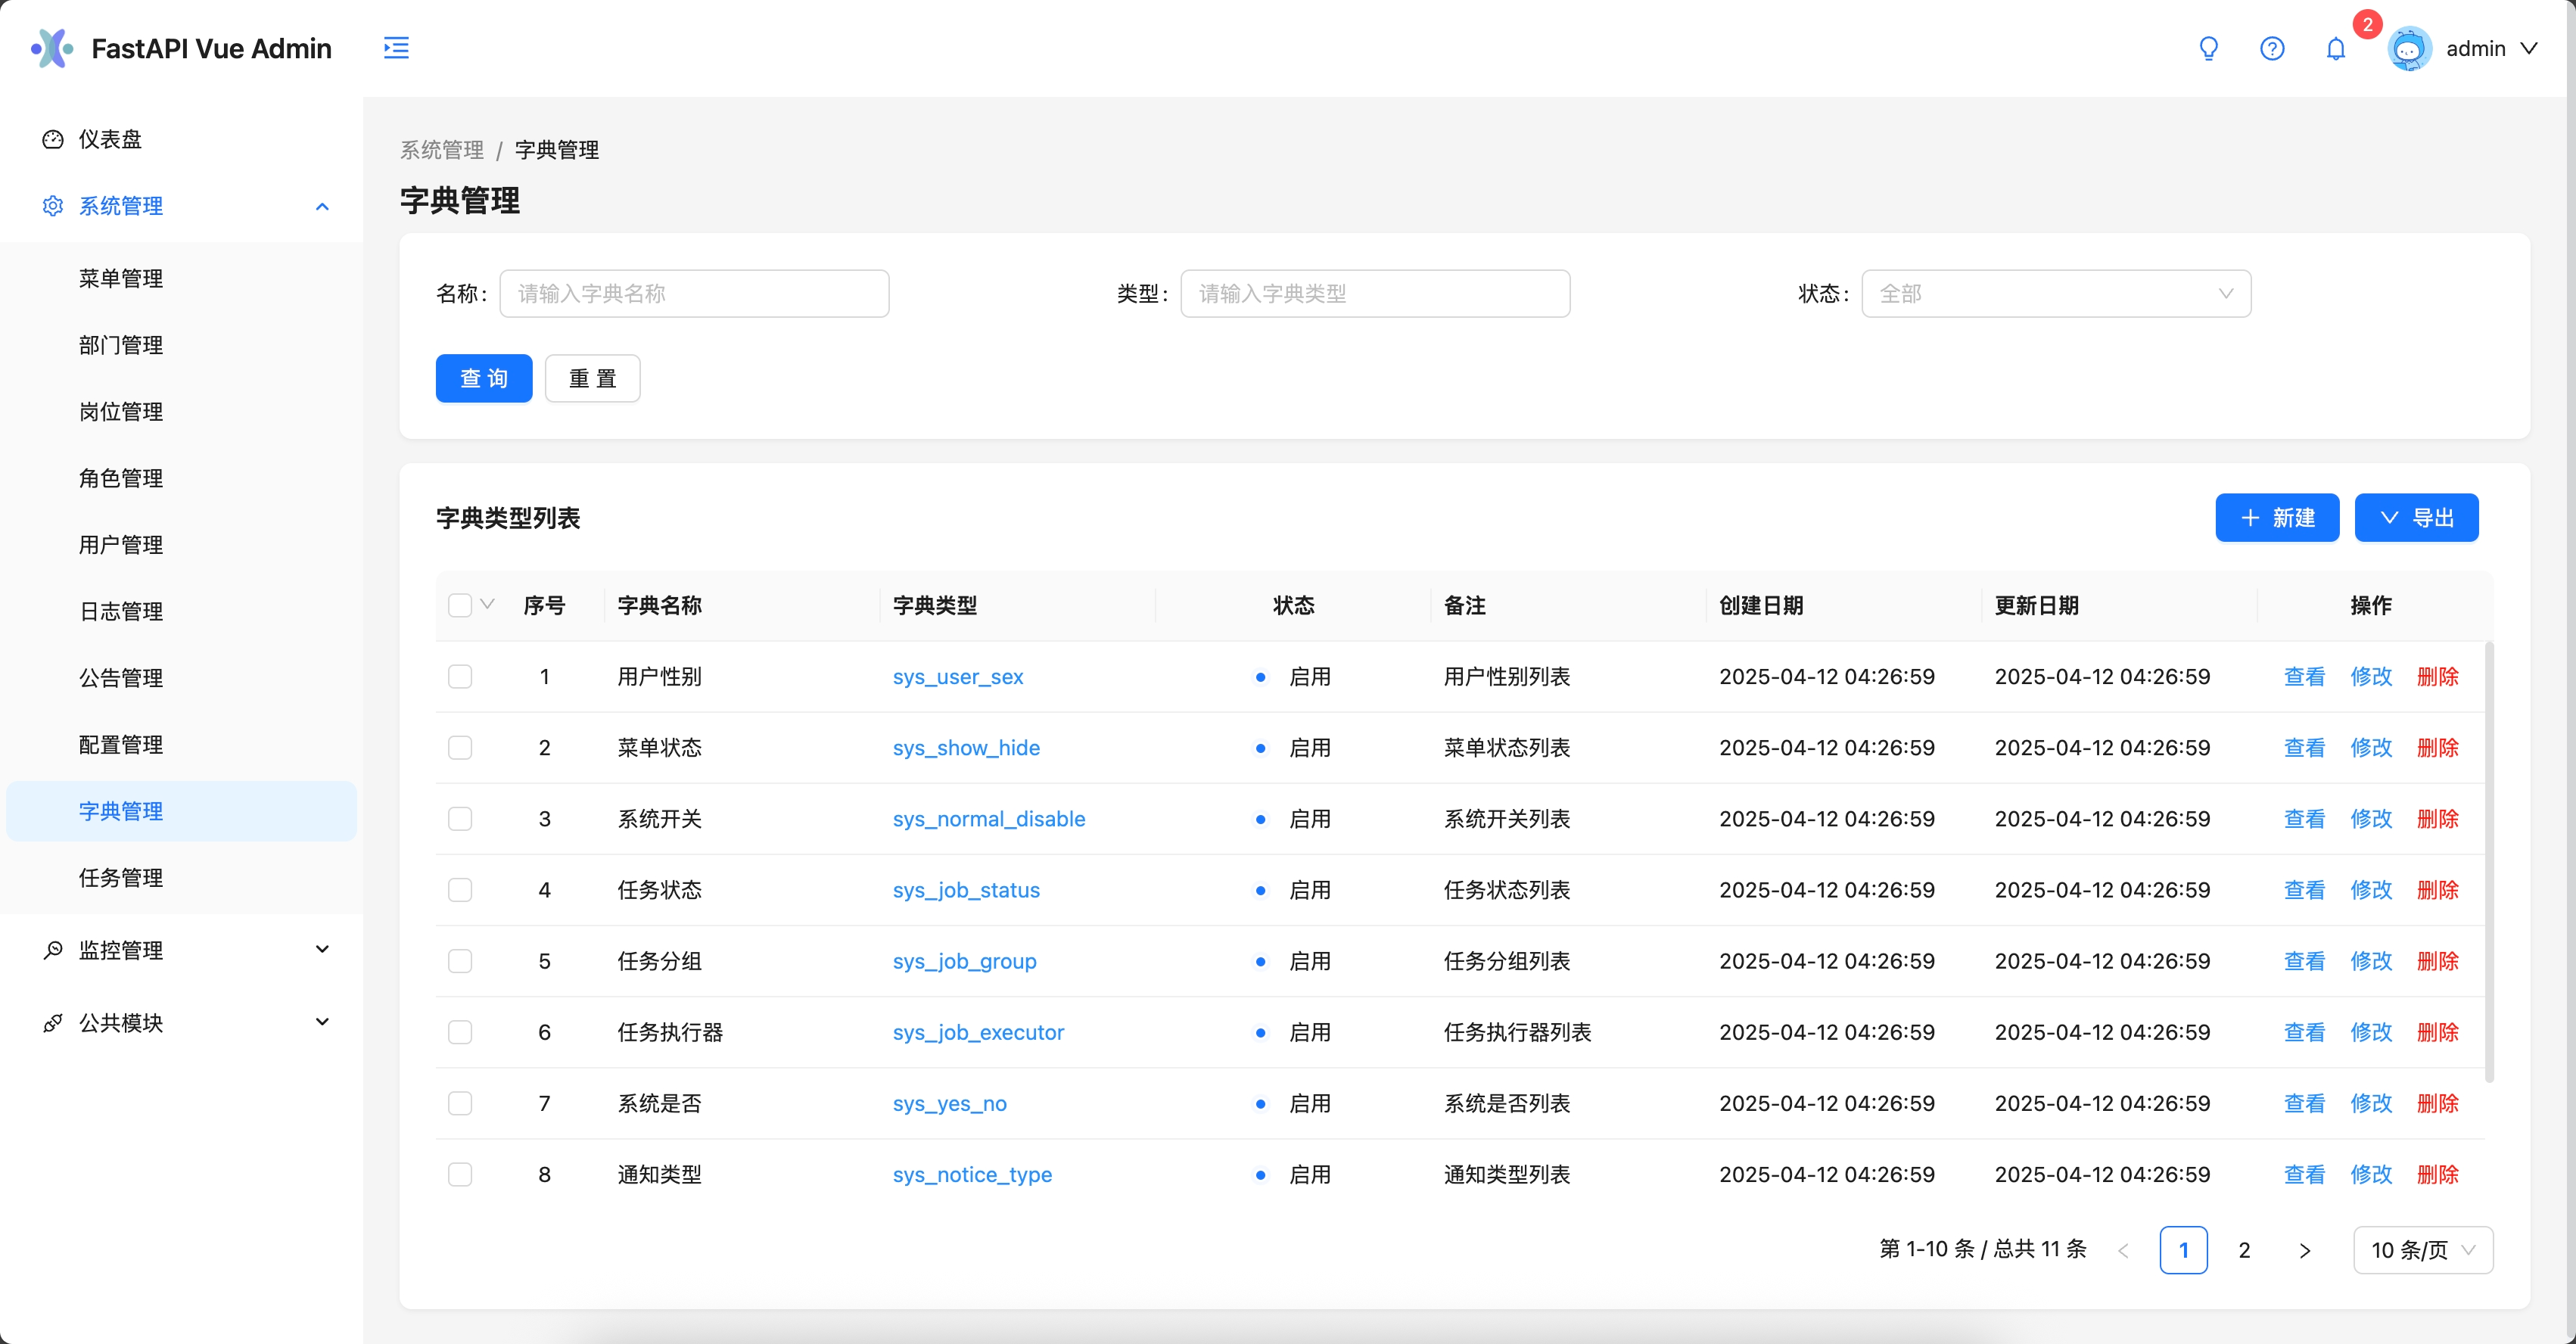 FastAPI Vue Admin
2
admin
仪表盘
系统管理
菜单管理
部门管理
岗位管理
角色管理
用户管理
日志管理
公告管理
配置管理
字典管理
任务管理
监控管理
公共模块
系统管理 / 字典管理
字典管理
名称: 请输入字典名称 类型: 请输入字典类型 状态: 全部
查 询 重 置
字典类型列表 新建 导出
序号 字典名称 字典类型 状态 备注 创建日期 更新日期 操作
1 用户性别 sys_user_sex 启用 用户性别列表 2025-04-12 04:26:59 2025-04-12 04:26:59 查看 修改 删除
2 菜单状态 sys_show_hide 启用 菜单状态列表 2025-04-12 04:26:59 2025-04-12 04:26:59 查看 修改 删除
3 系统开关 sys_normal_disable 启用 系统开关列表 2025-04-12 04:26:59 2025-04-12 04:26:59 查看 修改 删除
4 任务状态 sys_job_status 启用 任务状态列表 2025-04-12 04:26:59 2025-04-12 04:26:59 查看 修改 删除
5 任务分组 sys_job_group 启用 任务分组列表 2025-04-12 04:26:59 2025-04-12 04:26:59 查看 修改 删除
6 任务执行器 sys_job_executor 启用 任务执行器列表 2025-04-12 04:26:59 2025-04-12 04:26:59 查看 修改 删除
7 系统是否 sys_yes_no 启用 系统是否列表 2025-04-12 04:26:59 2025-04-12 04:26:59 查看 修改 删除
8 通知类型 sys_notice_type 启用 通知类型列表 2025-04-12 04:26:59 2025-04-12 04:26:59 查看 修改 删除
第 1-10 条 / 总共 11 条 < 1 2 > 10 条/页